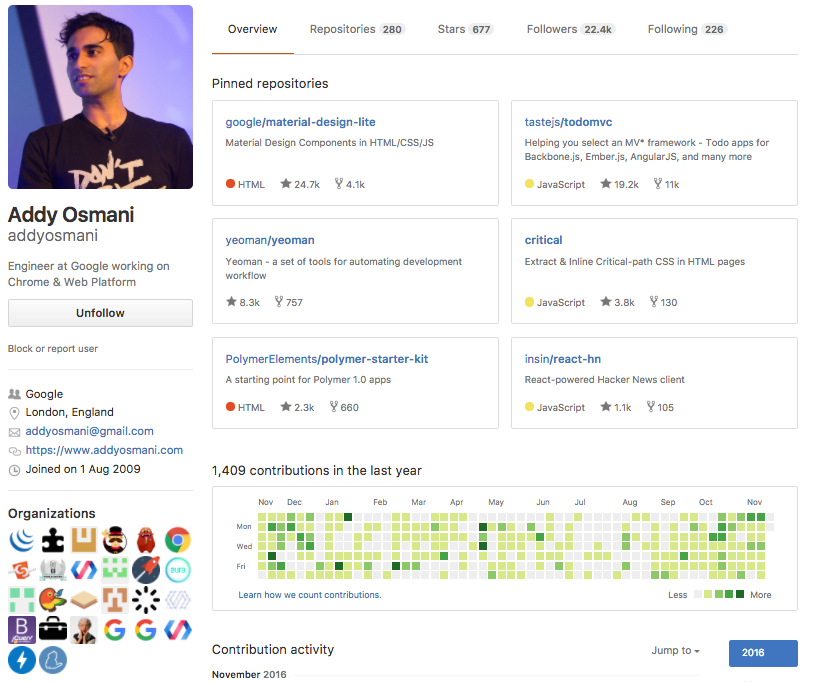 Overview
Repositories 280
Stars 677
Followers 22.4k
Following 226
DON'T
Addy Osmani
addyosmani
Engineer at Google working on
Chrome & Web Platform
Unfollow
Block or report user
Google
London, England
addyosmani@gmail.com
https://www.addyosmani.com
Joined on 1 Aug 2009
Organizations
B
jQuery
Pinned repositories
google/material-design-lite
Material Design Components in HTML/CSS/JS
HTML 24.7k 4.1k
tastejs/todomvc
Helping you select an MV* framework - Todo apps for
Backbone.js, Ember.js, AngularJS, and many more
JavaScript 19.2k 11k
yeoman/yeoman
Yeoman - a set of tools for automating development
workflow
8.3k 757
critical
Extract & Inline Critical-path CSS in HTML pages
JavaScript 3.8k 130
PolymerElements/polymer-starter-kit
A starting point for Polymer 1.0 apps
HTML 2.3k 660
insin/react-hn
React-powered Hacker News client
JavaScript 1.1k 105
1,409 contributions in the last year
Nov Dec Jan Feb Mar Apr May Jun Jul Aug Sep Oct Nov
Mon
Wed
Fri
Learn how we count contributions.
Less More
Contribution activity
Jump to
2016
November 2016